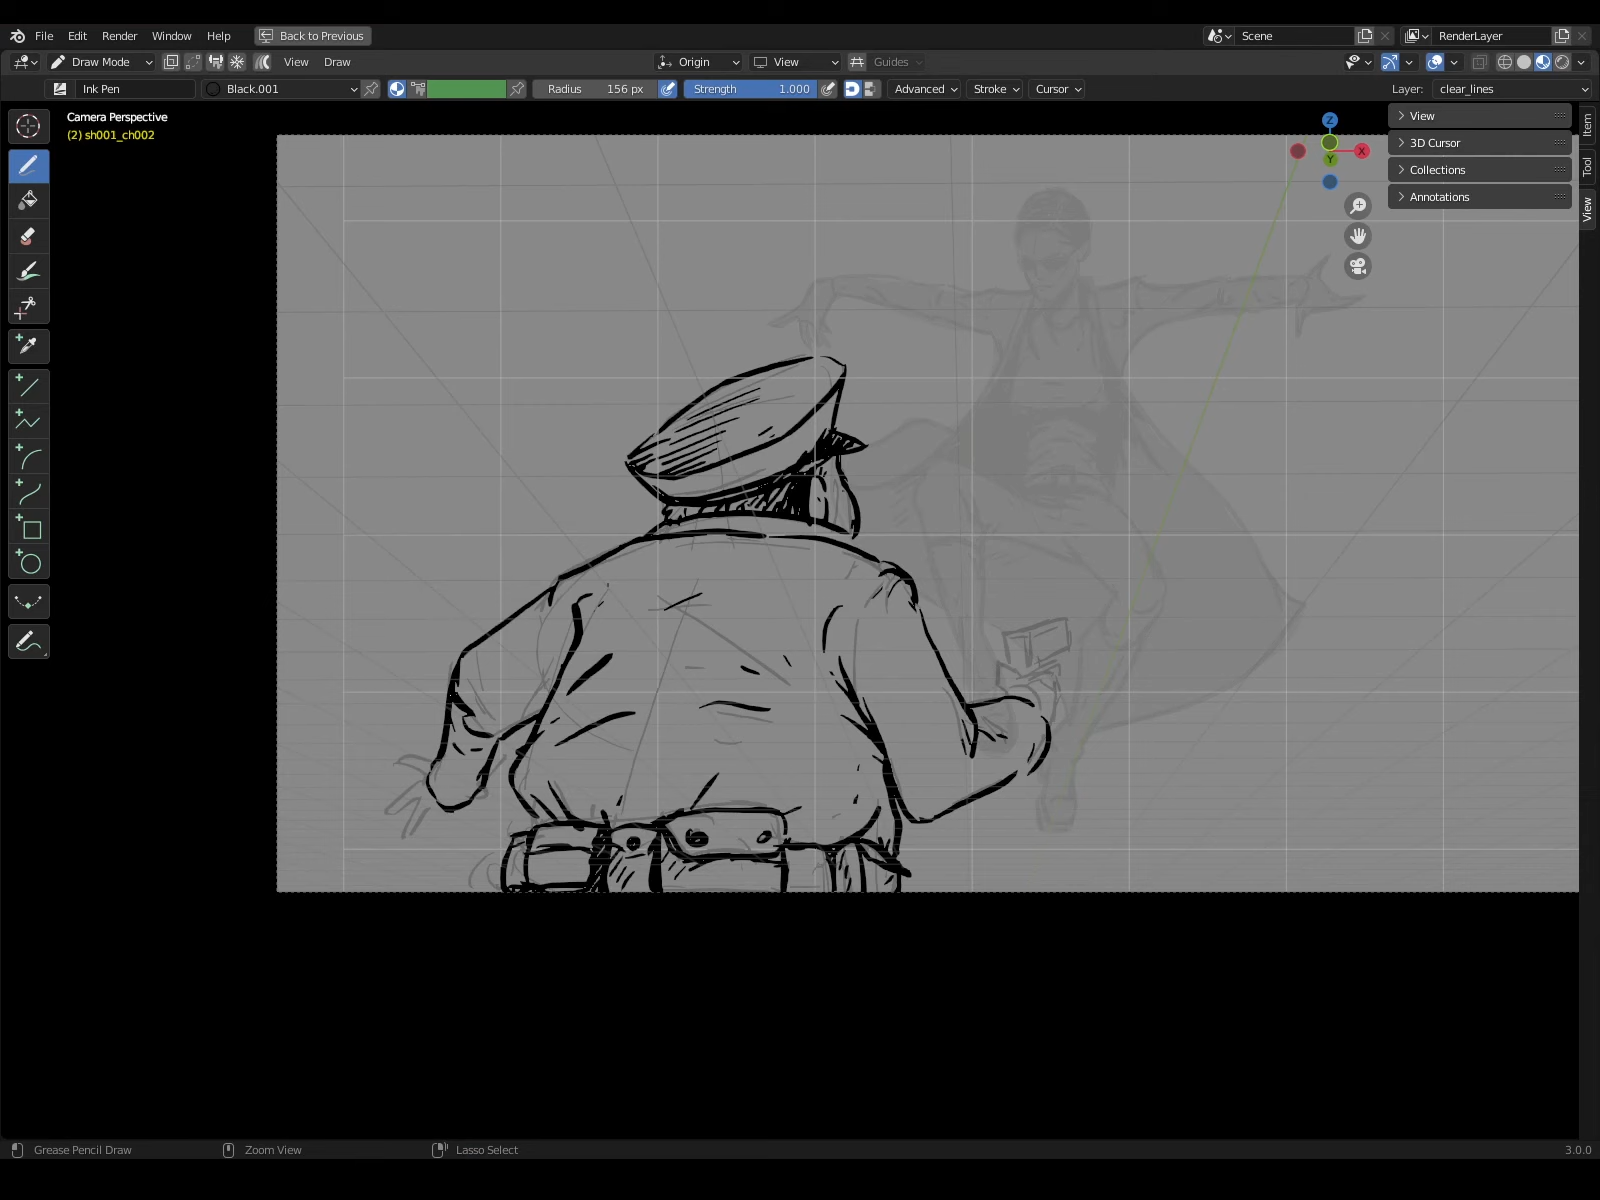 File Edit Render Window Help Back to Previous Scene RenderLayer
Draw Mode View Draw Origin View Guides
Ink Pen Black.001 Radius 156 px Strength 1.000 Advanced Stroke Cursor Layer: clear_lines
Camera Perspective
(2) sh001_ch002
Z
X
Y
View
3D Cursor
Collections
Annotations
Item
Tool
View
Grease Pencil Draw Zoom View Lasso Select 3.0.0